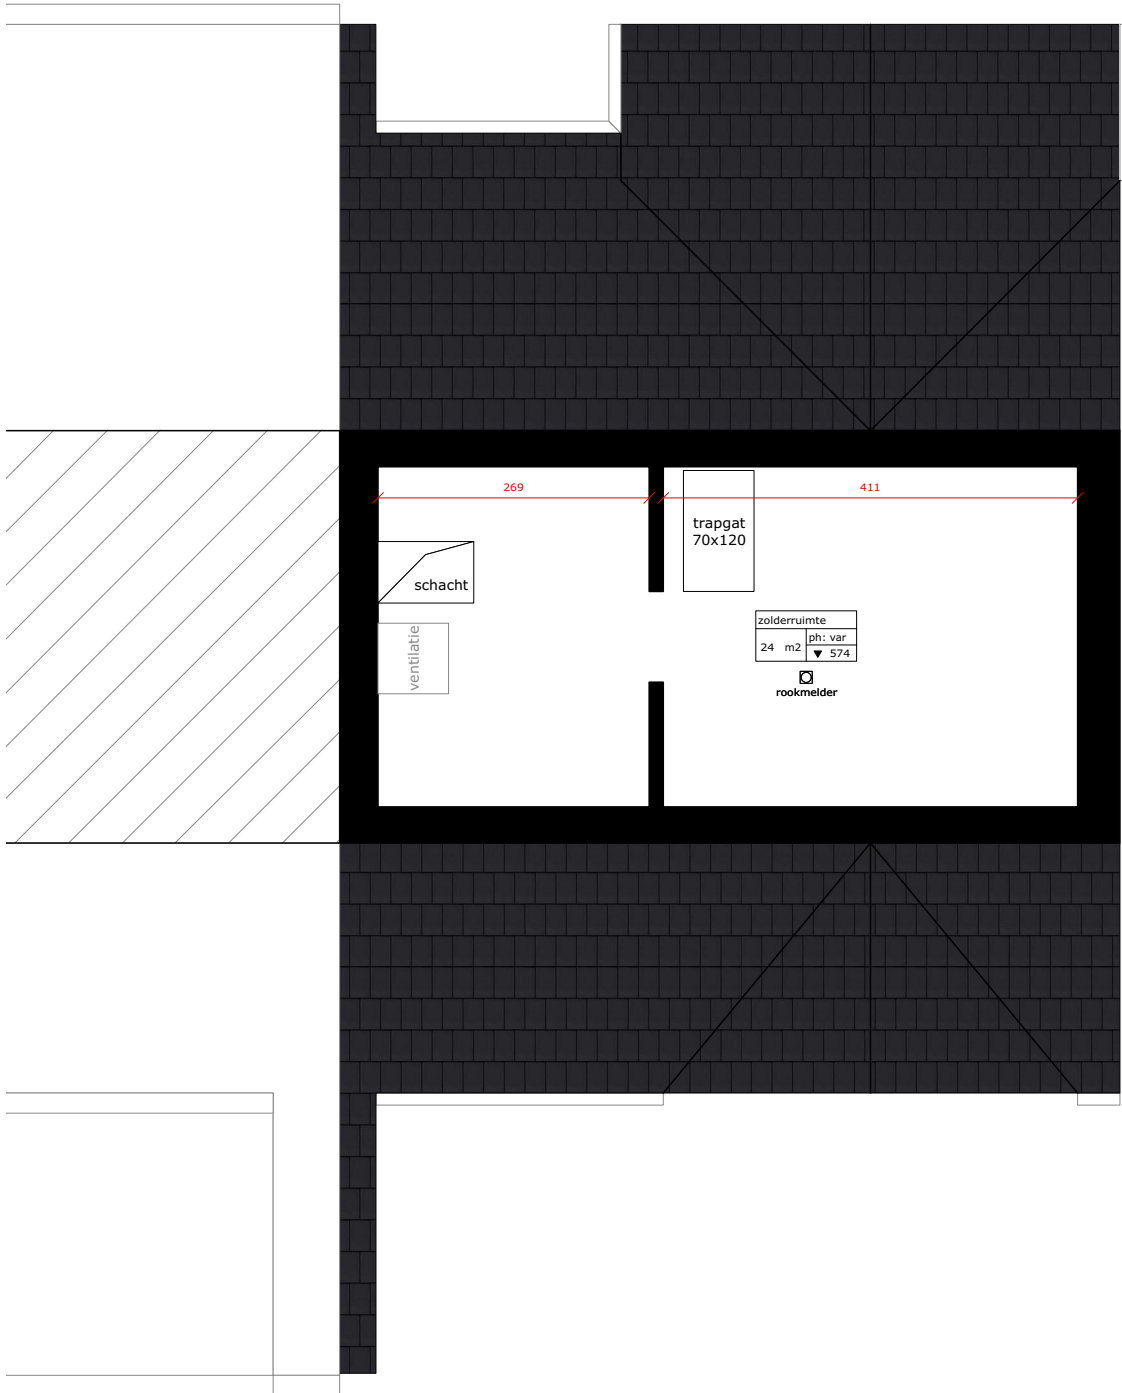 269
411
trapgat
70x120
schacht
ventilatie
zolderruimte
24 m2
ph: var
▼ 574
rookmelder